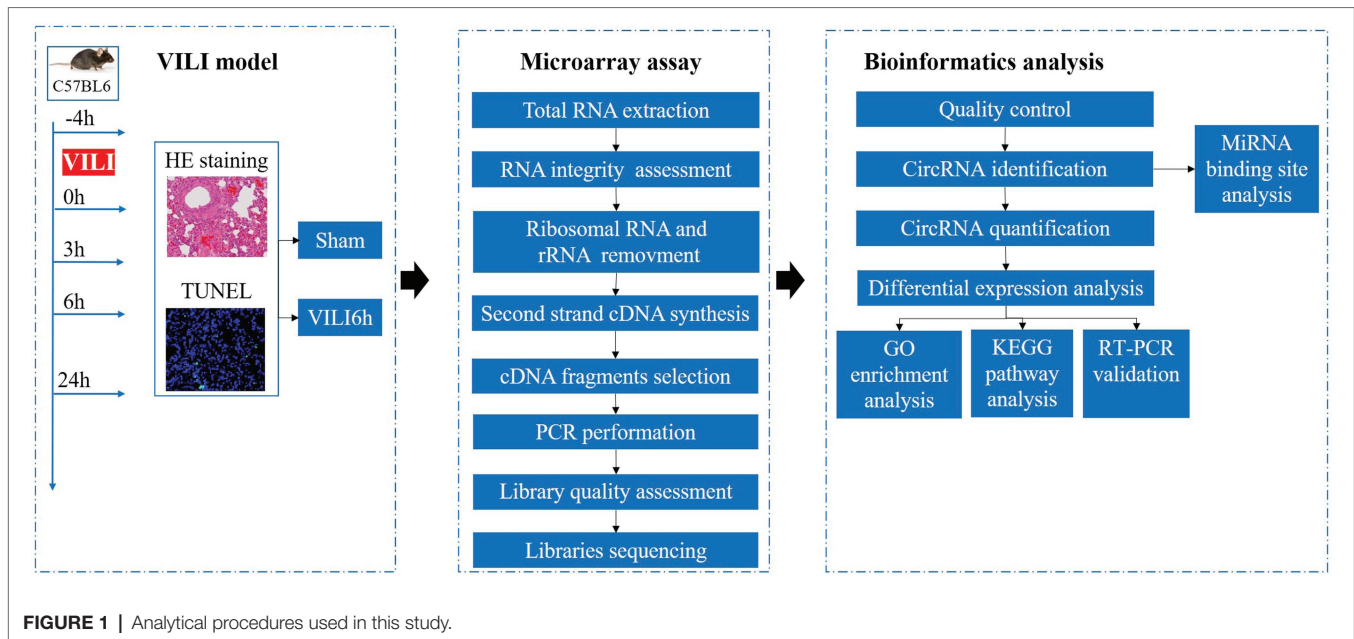 VILI model
C57BL6
-4h
VILI
0h
3h
6h
24h
HE staining
TUNEL
Sham
VILI6h
Microarray assay
Total RNA extraction
RNA integrity assessment
Ribosomal RNA and
rRNA removment
Second strand cDNA synthesis
cDNA fragments selection
PCR performation
Library quality assessment
Libraries sequencing
Bioinformatics analysis
Quality control
CircRNA identification
MiRNA
binding site
analysis
CircRNA quantification
Differential expression analysis
GO
enrichment
analysis
KEGG
pathway
analysis
RT-PCR
validation
FIGURE 1 | Analytical procedures used in this study.